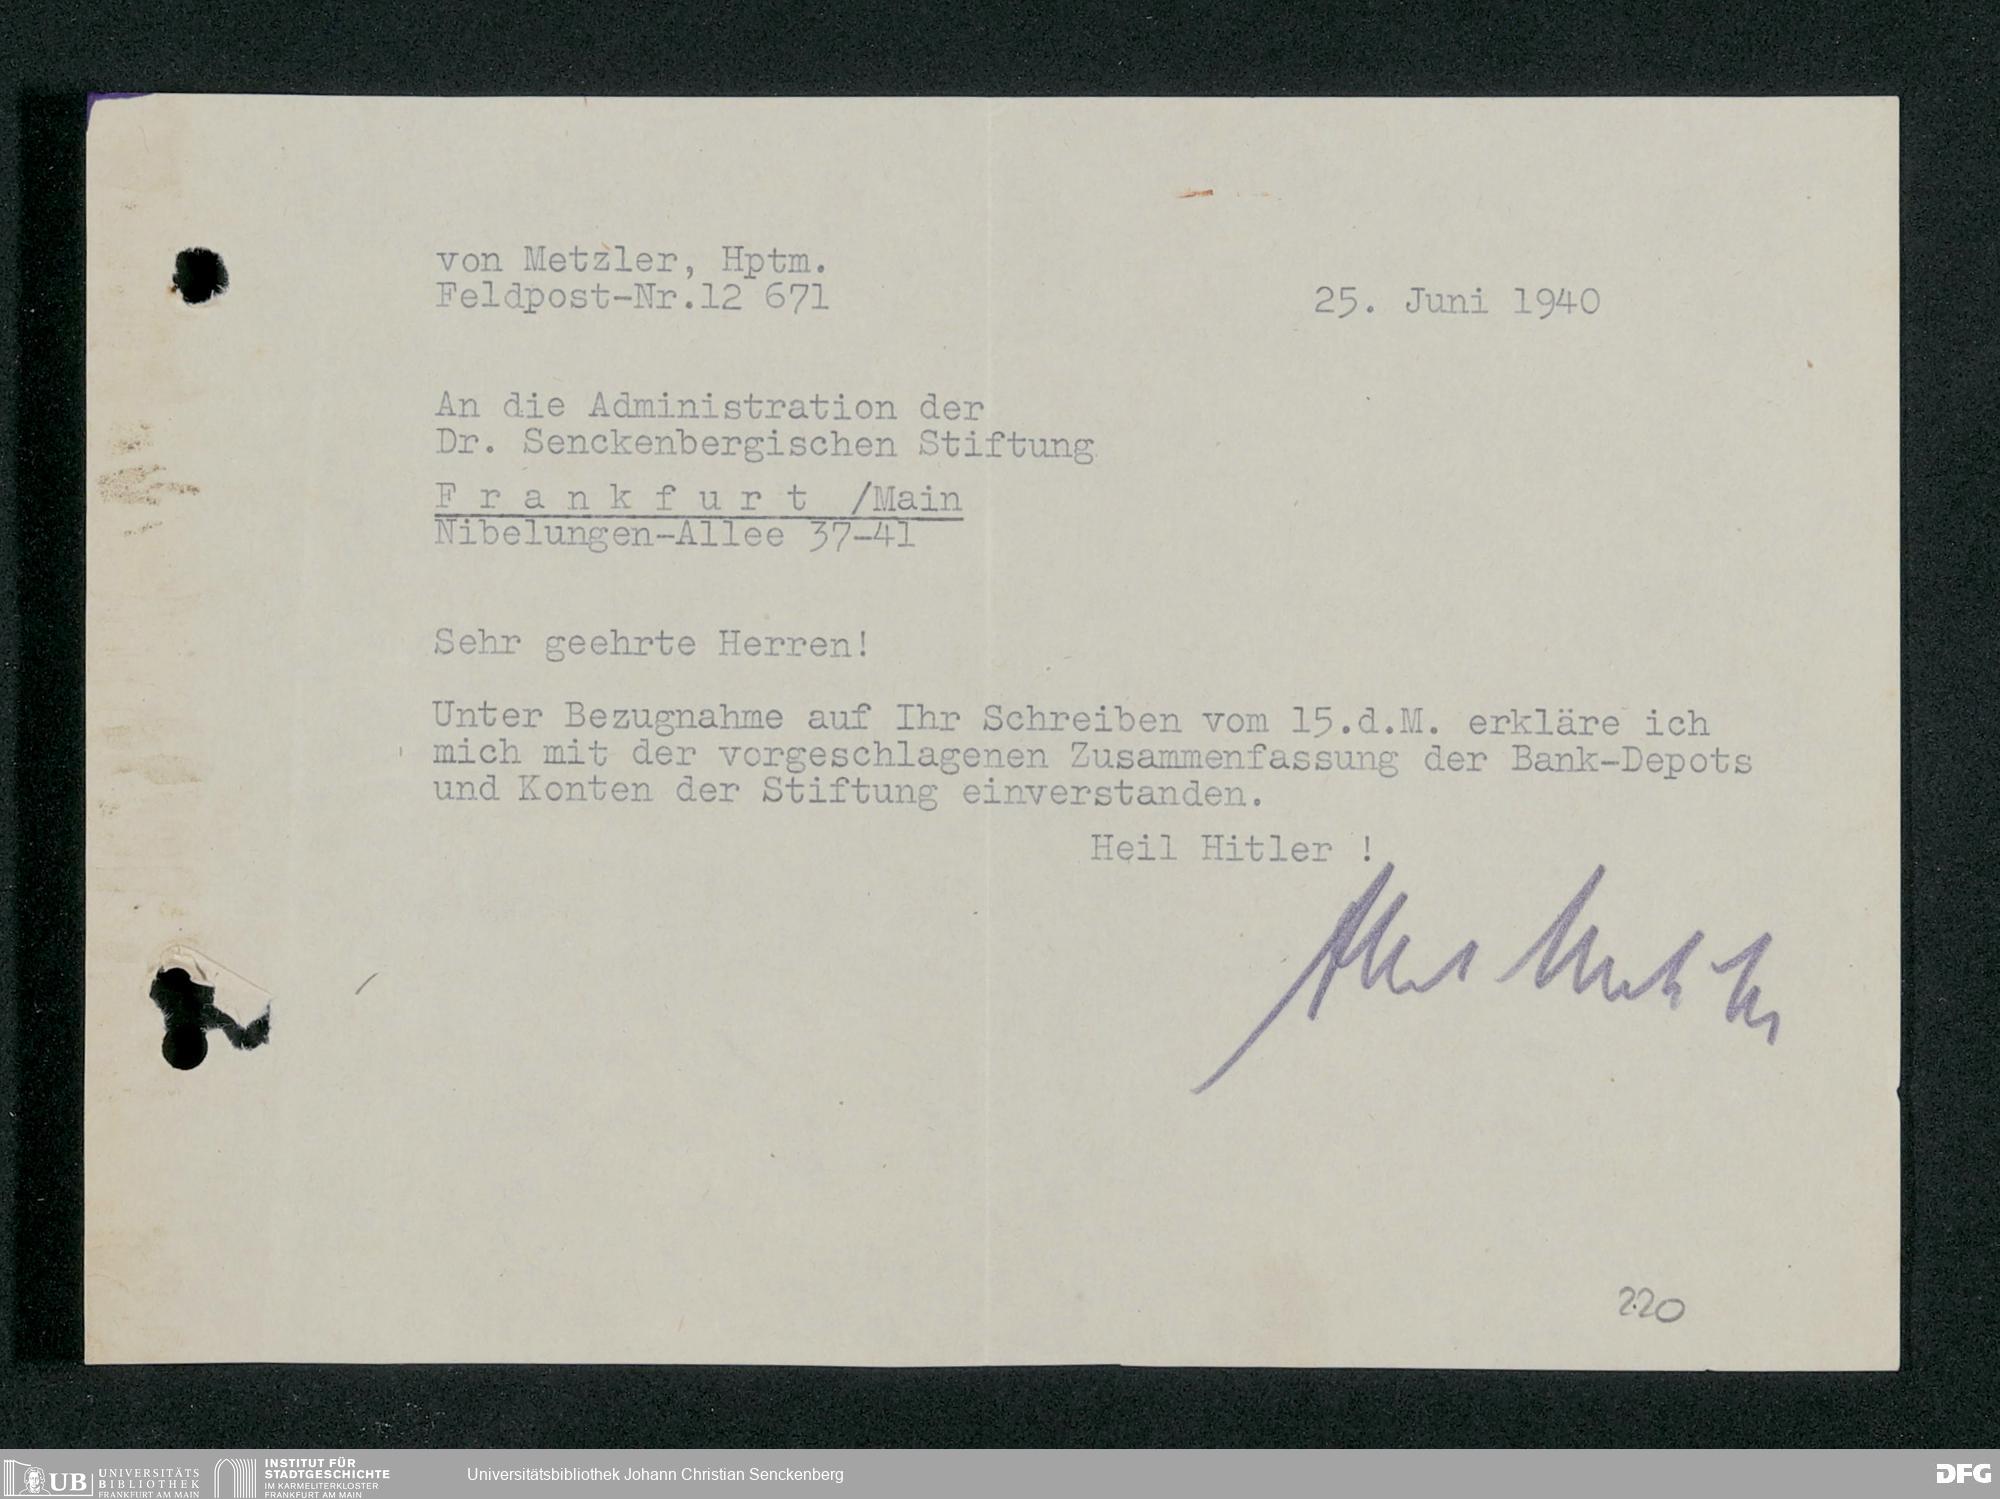 von Metzler, Hptm.
Feldpost-Nr.12 671
25. Juni 1940
An die Administration der
Dr. Senckenbergischen Stiftung
F r a n k f u r t /Main
Nibelungen-Allee 37-41
Sehr geehrte Herren!
Unter Bezugnahme auf Ihr Schreiben vom 15.d.M. erkläre ich
mich mit der vorgeschlagenen Zusammenfassung der Bank-Depots
und Konten der Stiftung einverstanden.
Heil Hitler !
220
UB
UNIVERSITÄTS
BIBLIOTHEK
FRANKFURT AM MAIN
INSTITUT FÜR
STADTGESCHICHTE
IM KARMELITERKLOSTER
FRANKFURT AM MAIN
Universitätsbibliothek Johann Christian Senckenberg
DFG